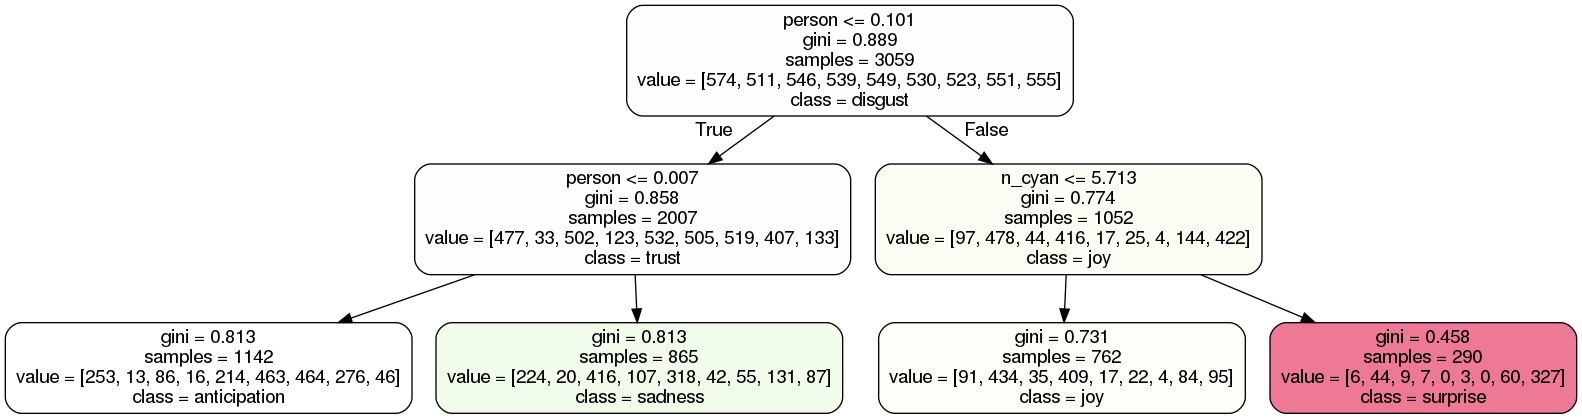 person <= 0.101
gini = 0.889
samples = 3059
value = [574, 511, 546, 539, 549, 530, 523, 551, 555]
class = disgust
True
False
person <= 0.007
gini = 0.858
samples = 2007
value = [477, 33, 502, 123, 532, 505, 519, 407, 133]
class = trust
n_cyan <= 5.713
gini = 0.774
samples = 1052
value = [97, 478, 44, 416, 17, 25, 4, 144, 422]
class = joy
gini = 0.813
samples = 1142
value = [253, 13, 86, 16, 214, 463, 464, 276, 46]
class = anticipation
gini = 0.813
samples = 865
value = [224, 20, 416, 107, 318, 42, 55, 131, 87]
class = sadness
gini = 0.731
samples = 762
value = [91, 434, 35, 409, 17, 22, 4, 84, 95]
class = joy
gini = 0.458
samples = 290
value = [6, 44, 9, 7, 0, 3, 0, 60, 327]
class = surprise